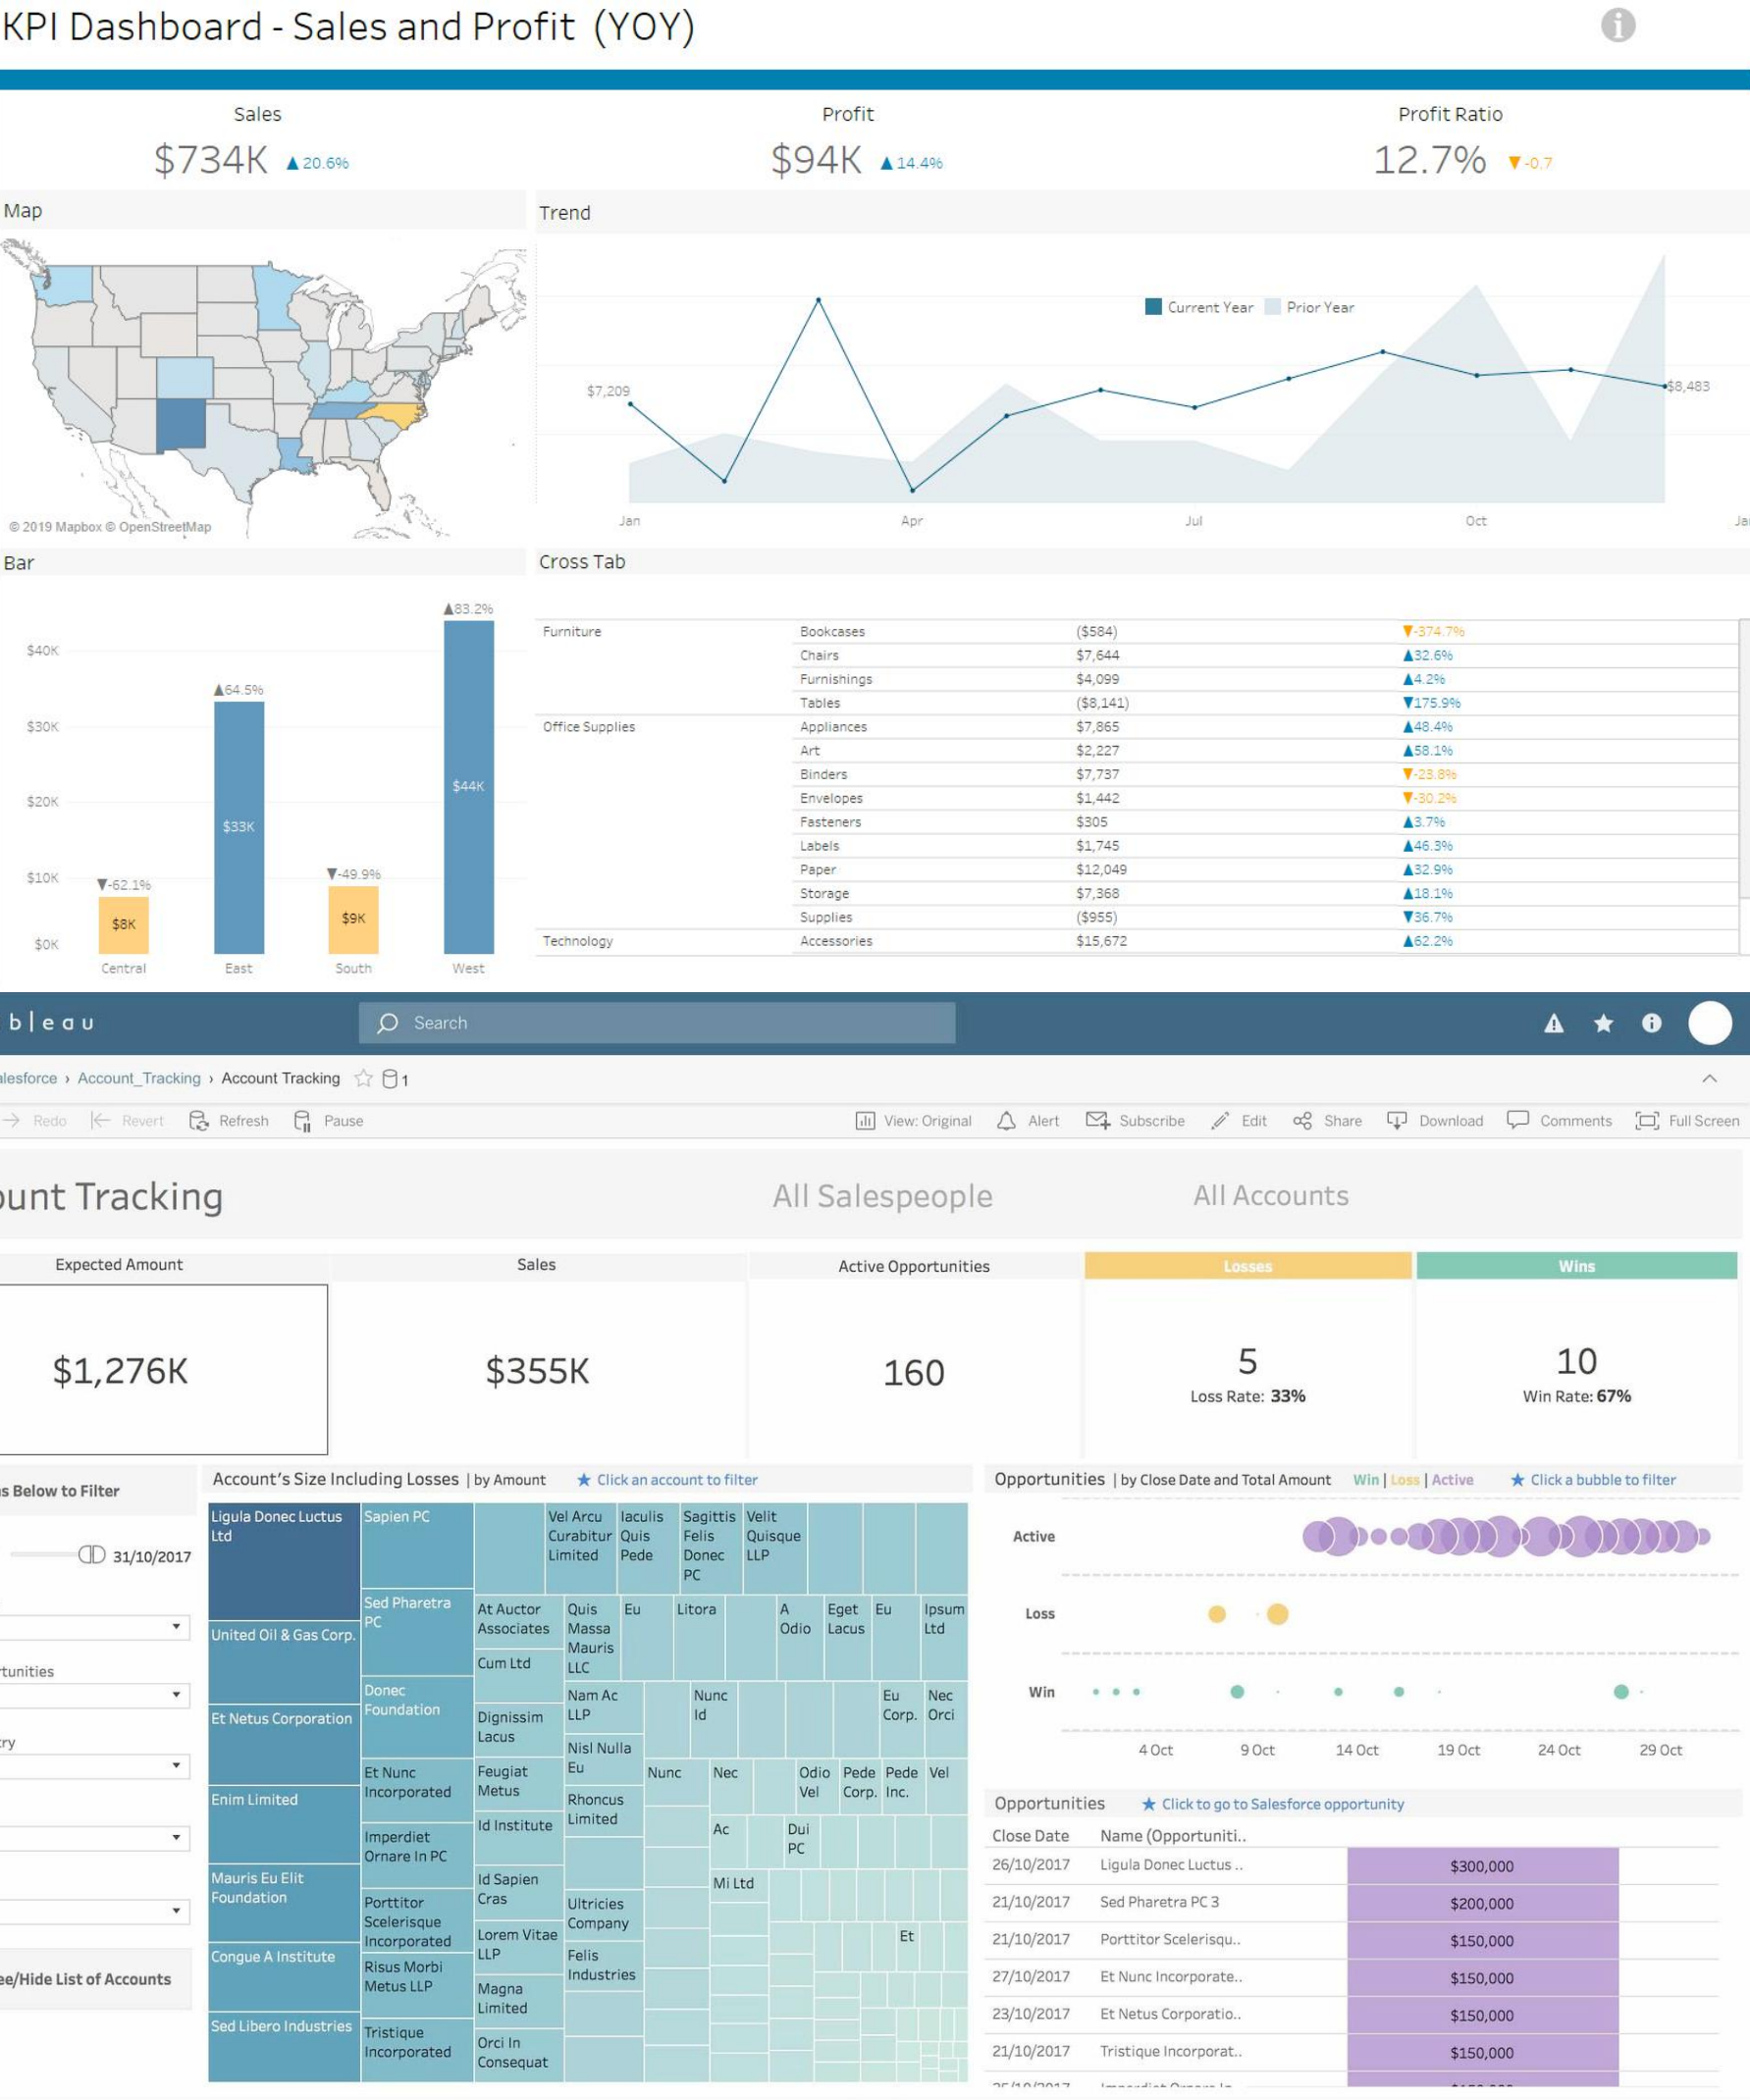 KPI Dashboard - Sales and Profit (YOY)
Sales
Profit
Profit Ratio
$734K ▲ 20.6%
$94K ▲ 14.4%
12.7% ▼ -0.7
Map
Trend
Current Year Prior Year
$7,209
$8,483
Jan Apr Jul Oct
© 2019 Mapbox © OpenStreetMap
Bar
Cross Tab
▲83.2%
▲64.5%
▼-62.1%
▼-49.9%
$40K
$30K
$20K
$10K
$0K
$8K
$33K
$9K
$44K
Central East South West
Furniture Bookcases ($584) ▼-374.7%
Chairs $7,644 ▲32.6%
Furnishings $4,099 ▲4.2%
Tables ($8,141) ▼175.9%
Office Supplies Appliances $7,865 ▲48.4%
Art $2,227 ▲58.1%
Binders $7,737 ▼-23.8%
Envelopes $1,442 ▼-30.2%
Fasteners $305 ▲3.7%
Labels $1,745 ▲46.3%
Paper $12,049 ▲32.9%
Storage $7,368 ▲18.1%
Supplies ($955) ▼36.7%
Technology Accessories $15,672 ▲62.2%
bleau
Search
alesforce › Account_Tracking › Account Tracking 1
Redo Revert Refresh Pause View: Original Alert Subscribe Edit Share Download Comments Full Screen
ount Tracking All Salespeople All Accounts
Expected Amount Sales Active Opportunities Losses Wins
$1,276K $355K 160 5 10
Loss Rate: 33% Win Rate: 67%
s Below to Filter
31/10/2017
rtunities
ry
ee/Hide List of Accounts
Account's Size Including Losses | by Amount ★ Click an account to filter
Ligula Donec Luctus
Ltd
United Oil & Gas Corp.
Et Netus Corporation
Enim Limited
Mauris Eu Elit
Foundation
Congue A Institute
Sed Libero Industries
Sapien PC
Sed Pharetra
PC
Donec
Foundation
Et Nunc
Incorporated
Imperdiet
Ornare In PC
Porttitor
Scelerisque
Incorporated
Risus Morbi
Metus LLP
Tristique
Incorporated
At Auctor
Associates
Cum Ltd
Dignissim
Lacus
Feugiat
Metus
Id Institute
Id Sapien
Cras
Lorem Vitae
LLP
Magna
Limited
Orci In
Consequat
Vel Arcu
Curabitur
Limited
Iaculis
Quis
Pede
Sagittis
Felis
Donec
PC
Velit
Quisque
LLP
Quis
Massa
Mauris
LLC
Eu
Litora
A
Odio
Eget
Lacus
Eu
Ipsum
Ltd
Nam Ac
LLP
Nunc
Id
Eu
Corp.
Nec
Orci
Nisl Nulla
Eu
Nunc
Nec
Odio
Vel
Pede
Corp.
Pede
Inc.
Vel
Rhoncus
Limited
Ac
Dui
PC
Mi Ltd
Ultricies
Company
Et
Felis
Industries
Opportunities | by Close Date and Total Amount Win | Loss | Active ★ Click a bubble to filter
Active
Loss
Win
4 Oct 9 Oct 14 Oct 19 Oct 24 Oct 29 Oct
Opportunities ★ Click to go to Salesforce opportunity
Close Date Name (Opportuniti..
26/10/2017 Ligula Donec Luctus .. $300,000
21/10/2017 Sed Pharetra PC 3 $200,000
21/10/2017 Porttitor Scelerisqu.. $150,000
27/10/2017 Et Nunc Incorporate.. $150,000
23/10/2017 Et Netus Corporatio.. $150,000
21/10/2017 Tristique Incorporat.. $150,000